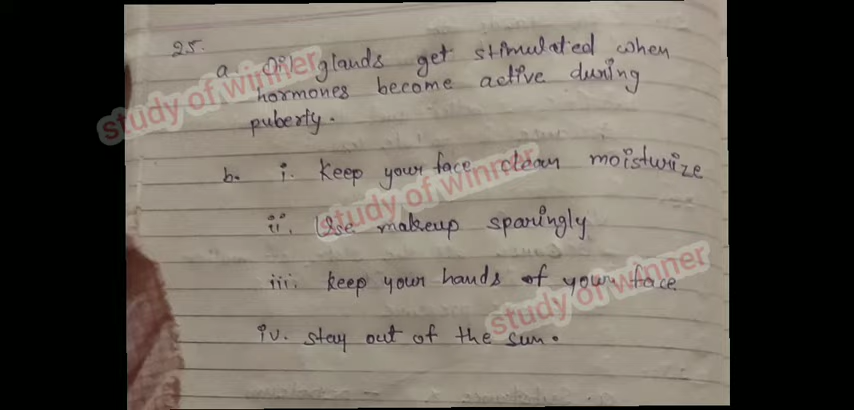 25.
a. Oil glands get stimulated when
hormones become active during
puberty.
b. i. Keep your face clean moisturize
ii. Use makeup sparingly
iii. keep your hands of your face
iv. stay out of the sun.
study of winner
study of winner
study of winner